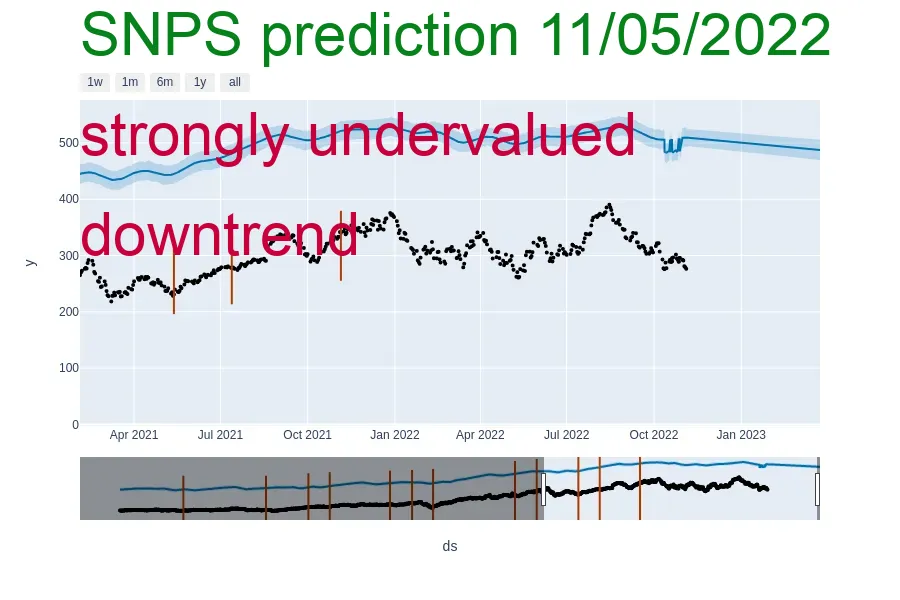 SNPS prediction 11/05/2022
1w 1m 6m 1y all
strongly undervalued
500
400
downtrend
300
y
200
100
0
Apr 2021 Jul 2021 Oct 2021 Jan 2022 Apr 2022 Jul 2022 Oct 2022 Jan 2023
ds